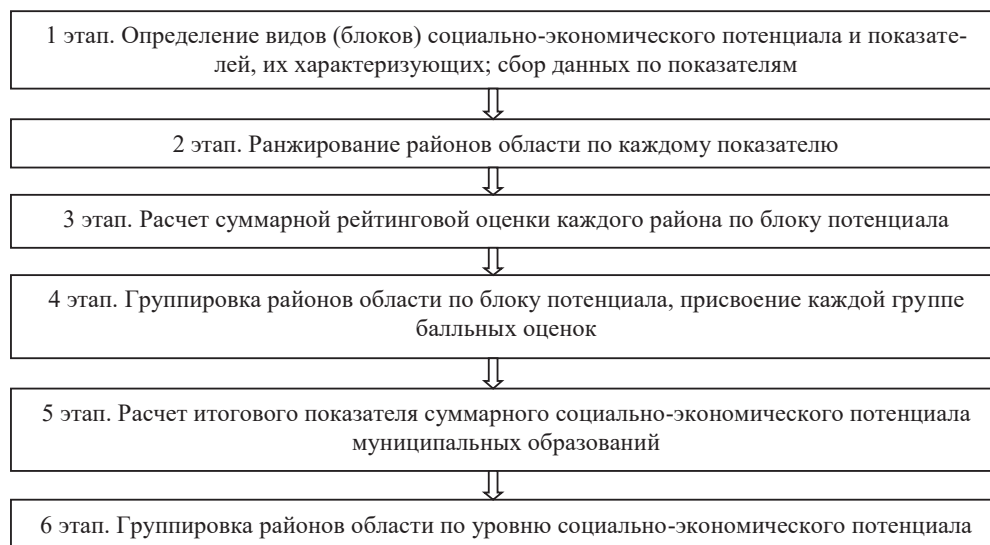 1 этап. Определение видов (блоков) социально-экономического потенциала и показате-
лей, их характеризующих; сбор данных по показателям
2 этап. Ранжирование районов области по каждому показателю
3 этап. Расчет суммарной рейтинговой оценки каждого района по блоку потенциала
4 этап. Группировка районов области по блоку потенциала, присвоение каждой группе
балльных оценок
5 этап. Расчет итогового показателя суммарного социально-экономического потенциала
муниципальных образований
6 этап. Группировка районов области по уровню социально-экономического потенциала